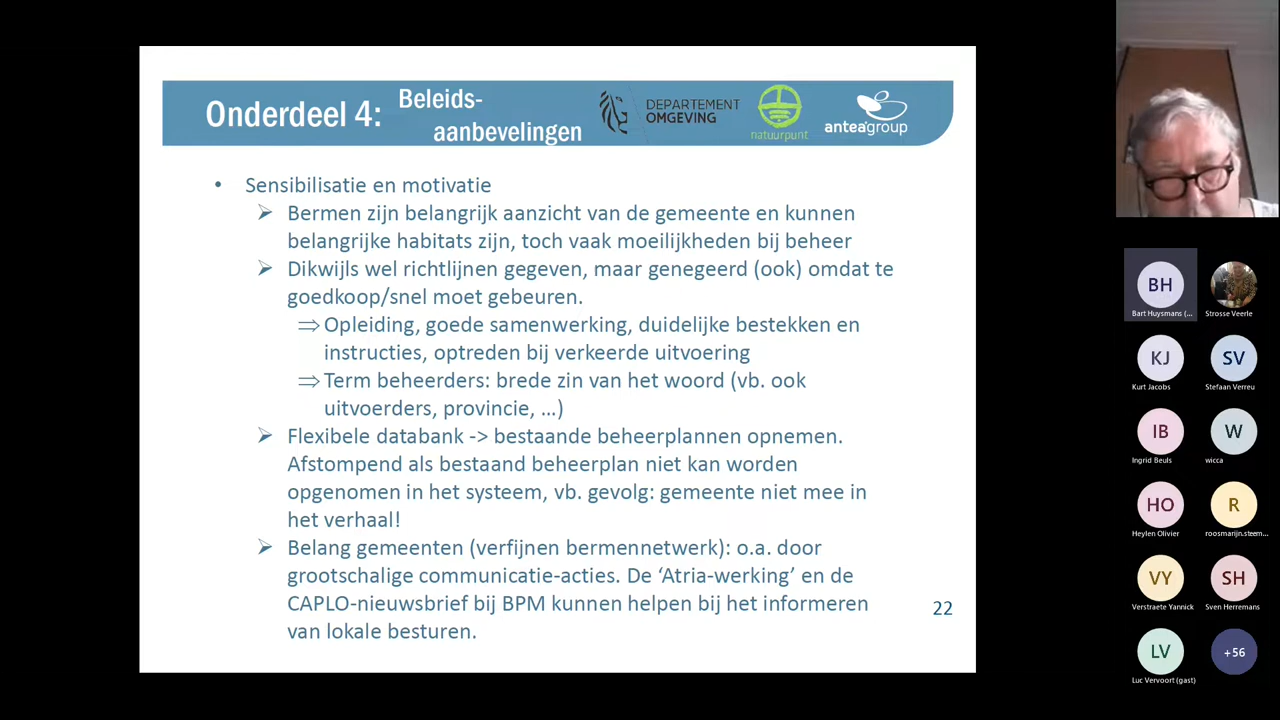 Onderdeel 4:
Beleids-
aanbevelingen
DEPARTEMENT
OMGEVING
natuurpunt
anteagroup
• Sensibilisatie en motivatie
➢ Bermen zijn belangrijk aanzicht van de gemeente en kunnen
belangrijke habitats zijn, toch vaak moeilijkheden bij beheer
➢ Dikwijls wel richtlijnen gegeven, maar genegeerd (ook) omdat te
goedkoop/snel moet gebeuren.
⇒ Opleiding, goede samenwerking, duidelijke bestekken en
instructies, optreden bij verkeerde uitvoering
⇒ Term beheerders: brede zin van het woord (vb. ook
uitvoerders, provincie, …)
➢ Flexibele databank -> bestaande beheerplannen opnemen.
Afstompend als bestaand beheerplan niet kan worden
opgenomen in het systeem, vb. gevolg: gemeente niet mee in
het verhaal!
➢ Belang gemeenten (verfijnen bermennetwerk): o.a. door
grootschalige communicatie-acties. De ‘Atria-werking’ en de
CAPLO-nieuwsbrief bij BPM kunnen helpen bij het informeren
van lokale besturen.
22
BH
Bart Huysmans (...
Strosse Veerle
KJ
Kurt Jacobs
SV
Stefaan Verreu
IB
Ingrid Beuls
W
wicca
HO
Heylen Olivier
R
roosmarijn.steem...
VY
Verstraete Yannick
SH
Sven Herremans
LV
Luc Vervoort (gast)
+56